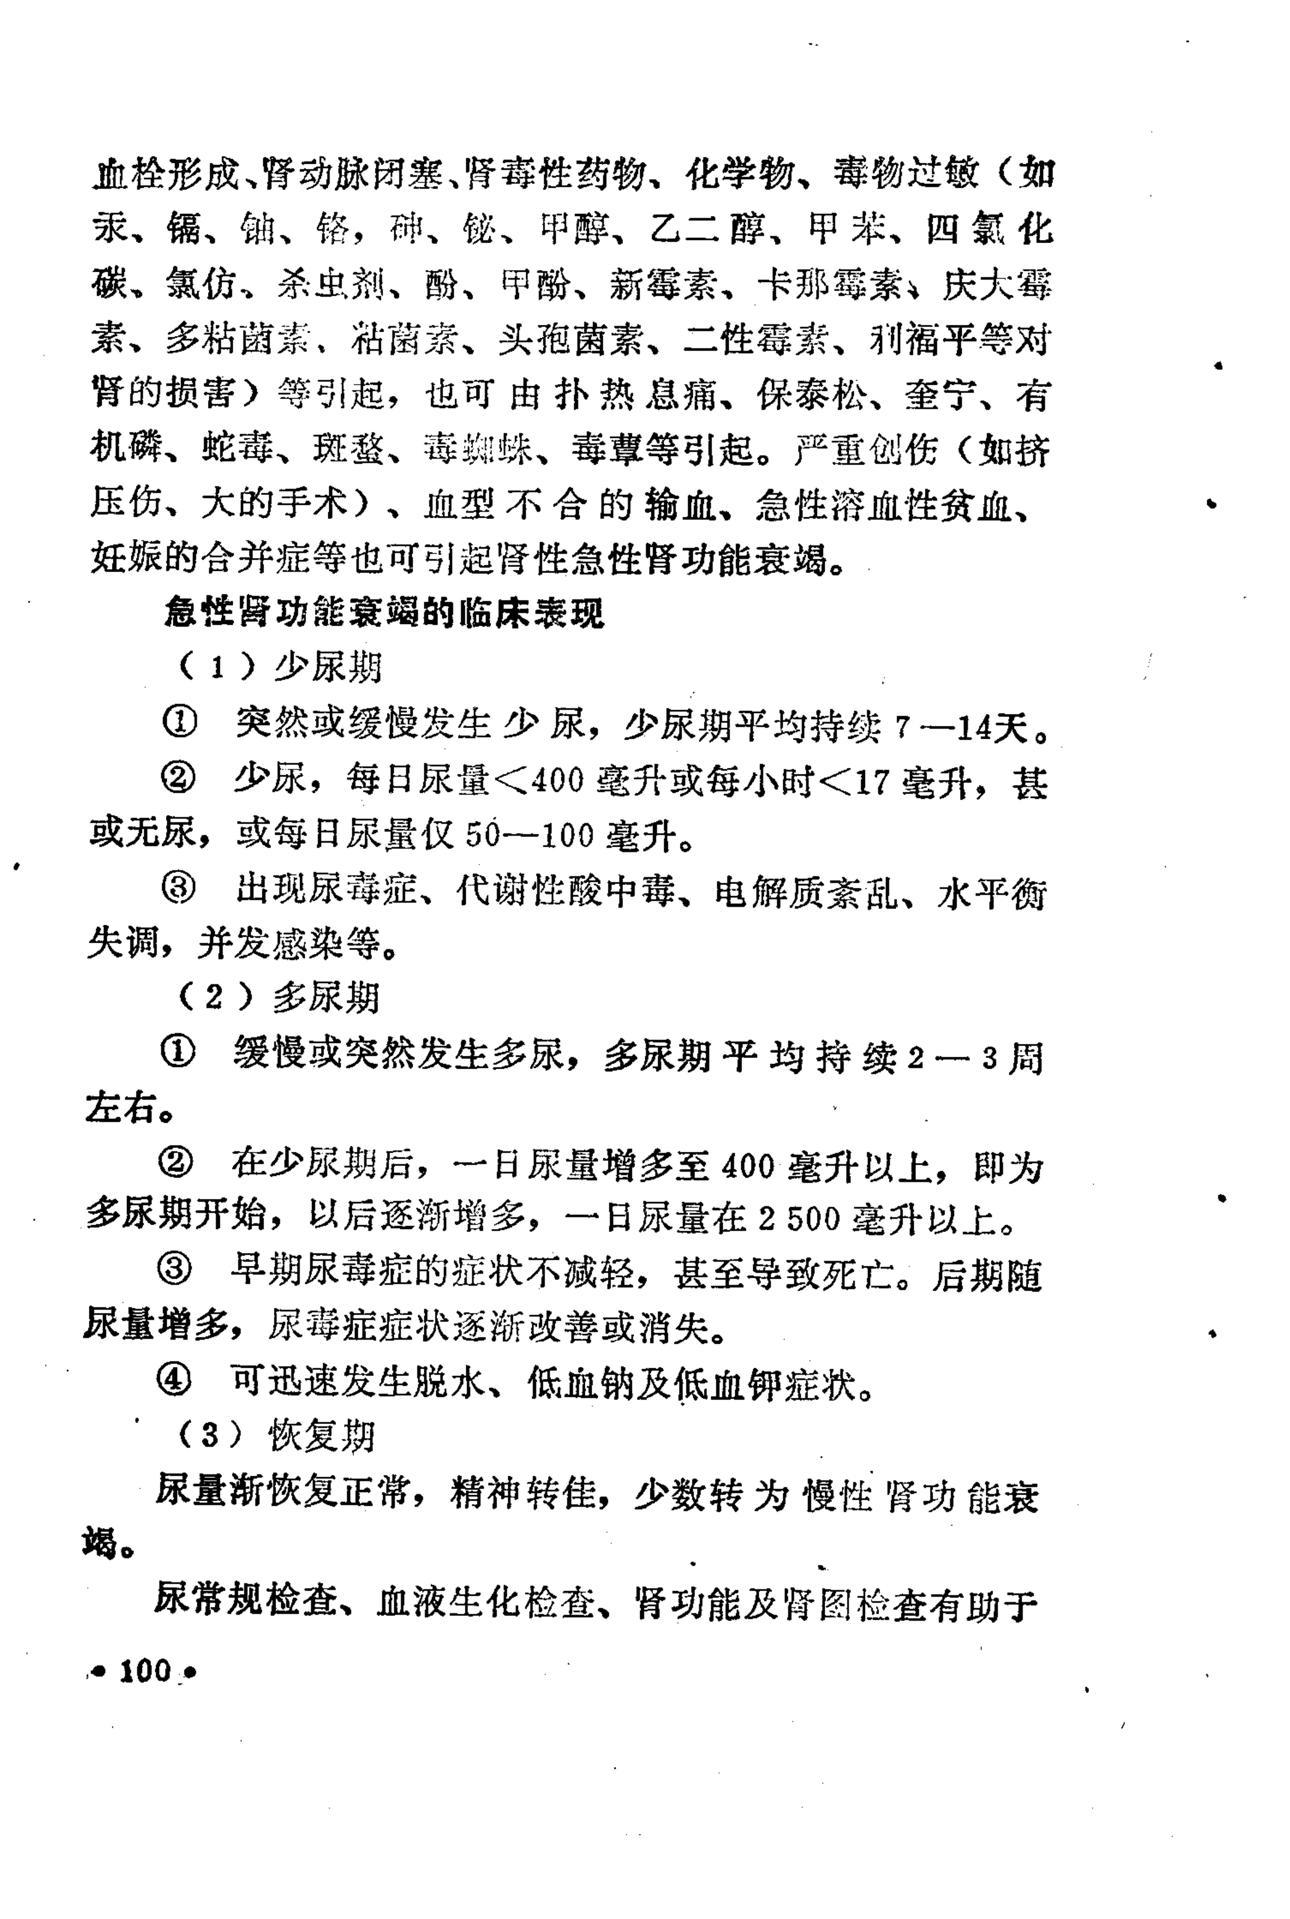 血栓形成、肾动脉闭塞、肾毒性药物、化学物、毒物过敏（如
汞、镉、铀、铬，砷、铋、甲醇、乙二醇、甲苯、四氯化
碳、氯仿、杀虫剂、酚、甲酚、新霉素、卡那霉素、庆大霉
素、多粘菌素、粘菌素、头孢菌素、二性霉素、利福平等对
肾的损害）等引起，也可由扑热息痛、保泰松、奎宁、有
机磷、蛇毒、斑蝥、毒蜘蛛、毒蕈等引起。严重创伤（如挤
压伤、大的手术）、血型不合的输血、急性溶血性贫血、
妊娠的合并症等也可引起肾性急性肾功能衰竭。
急性肾功能衰竭的临床表现
（1）少尿期
① 突然或缓慢发生少尿，少尿期平均持续7—14天。
② 少尿，每日尿量＜400毫升或每小时＜17毫升，甚
或无尿，或每日尿量仅50—100毫升。
③ 出现尿毒症、代谢性酸中毒、电解质紊乱、水平衡
失调，并发感染等。
（2）多尿期
① 缓慢或突然发生多尿，多尿期平均持续2—3周
左右。
② 在少尿期后，一日尿量增多至400毫升以上，即为
多尿期开始，以后逐渐增多，一日尿量在2500毫升以上。
③ 早期尿毒症的症状不减轻，甚至导致死亡。后期随
尿量增多，尿毒症症状逐渐改善或消失。
④ 可迅速发生脱水、低血钠及低血钾症状。
（3）恢复期
尿量渐恢复正常，精神转佳，少数转为慢性肾功能衰
竭。
尿常规检查、血液生化检查、肾功能及肾图检查有助于
•100•